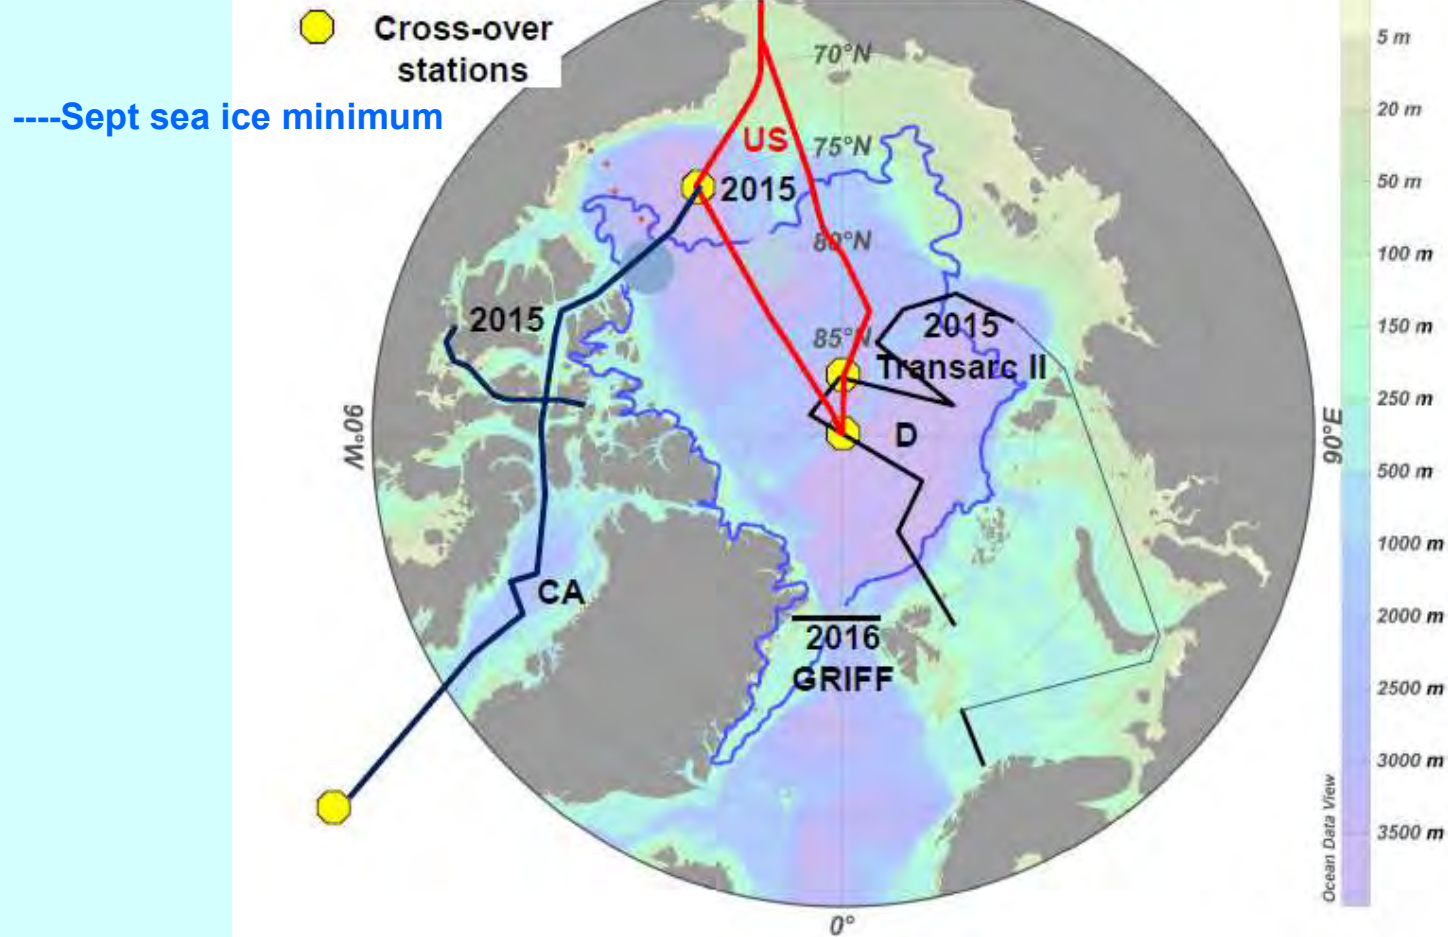 Cross-over
stations
----Sept sea ice minimum
70°N
US
75°N
2015
80°N
2015
85°N
2015
Transarc II
90°W
D
90°E
CA
2016
GRIFF
0°
5 m
20 m
50 m
100 m
150 m
250 m
500 m
1000 m
2000 m
2500 m
3000 m
3500 m
Ocean Data View